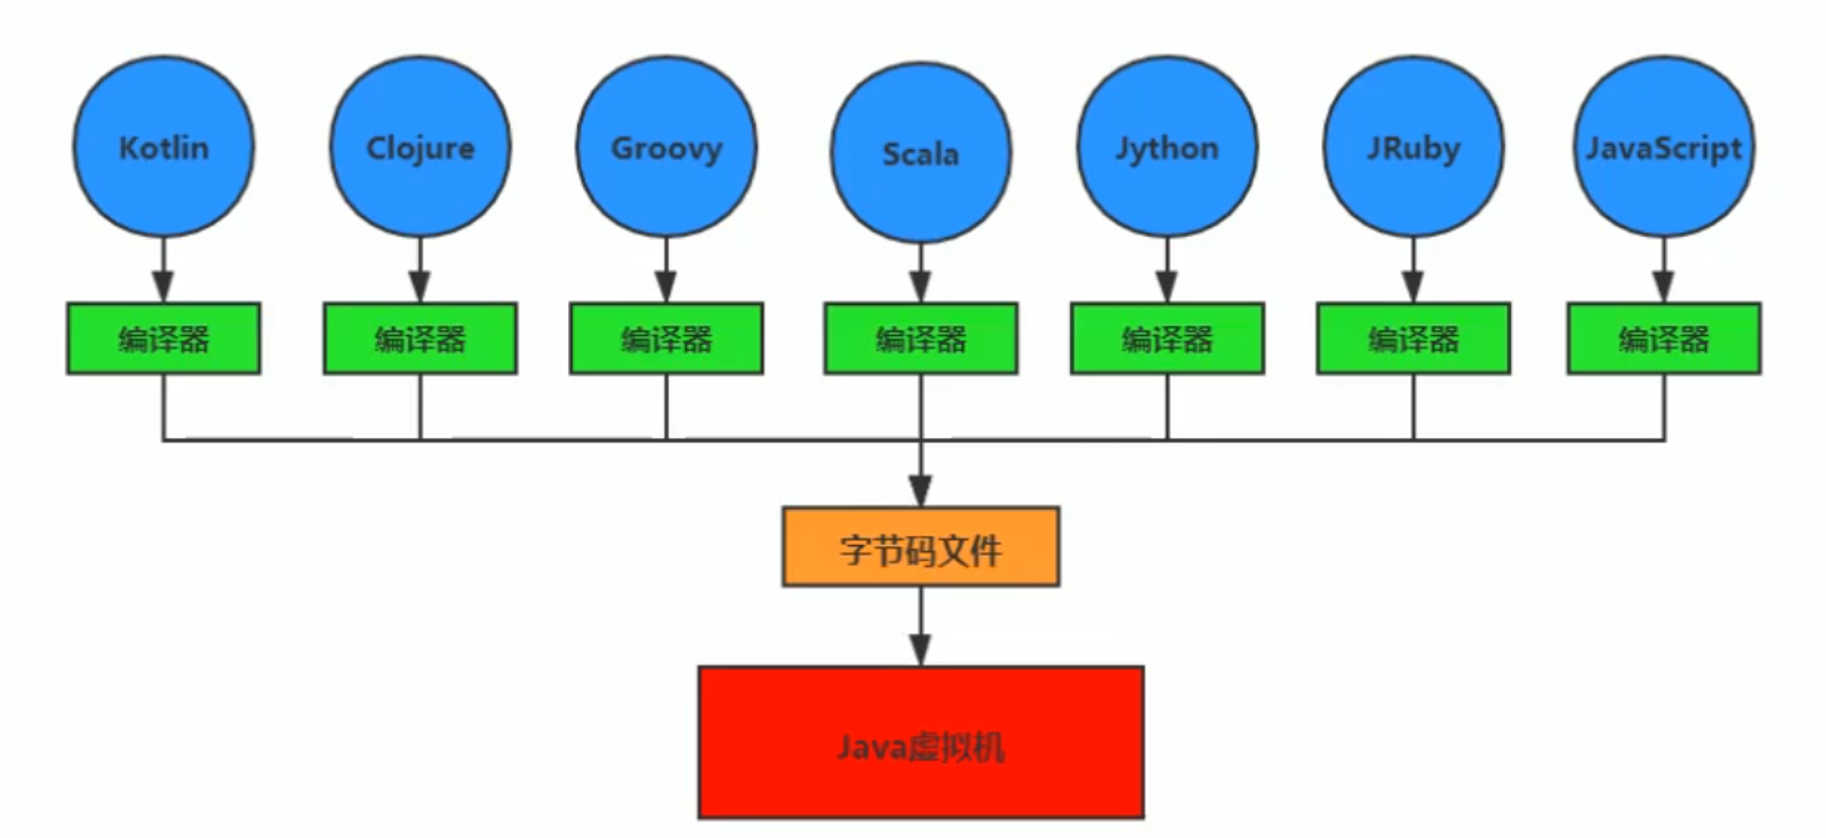 Kotlin
Clojure
Groovy
Scala
Jython
JRuby
JavaScript
编译器
编译器
编译器
编译器
编译器
编译器
编译器
字节码文件
Java虚拟机